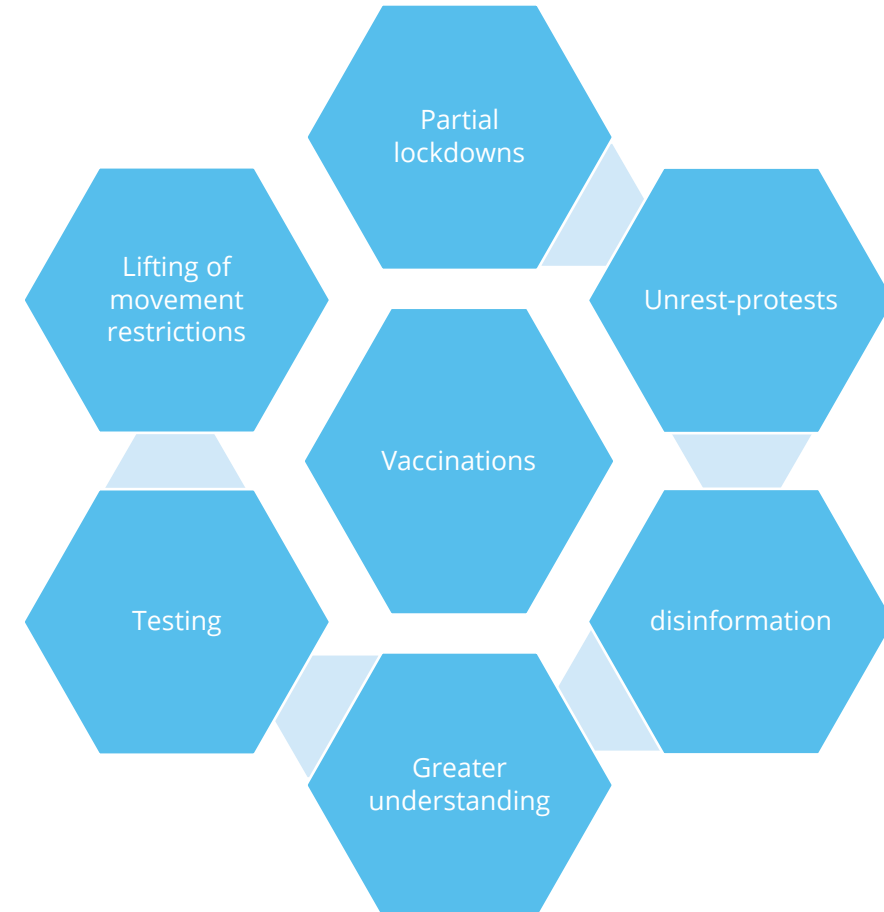 Partial
lockdowns
Lifting of
movement
restrictions
Unrest-protests
Vaccinations
Testing
disinformation
Greater
understanding